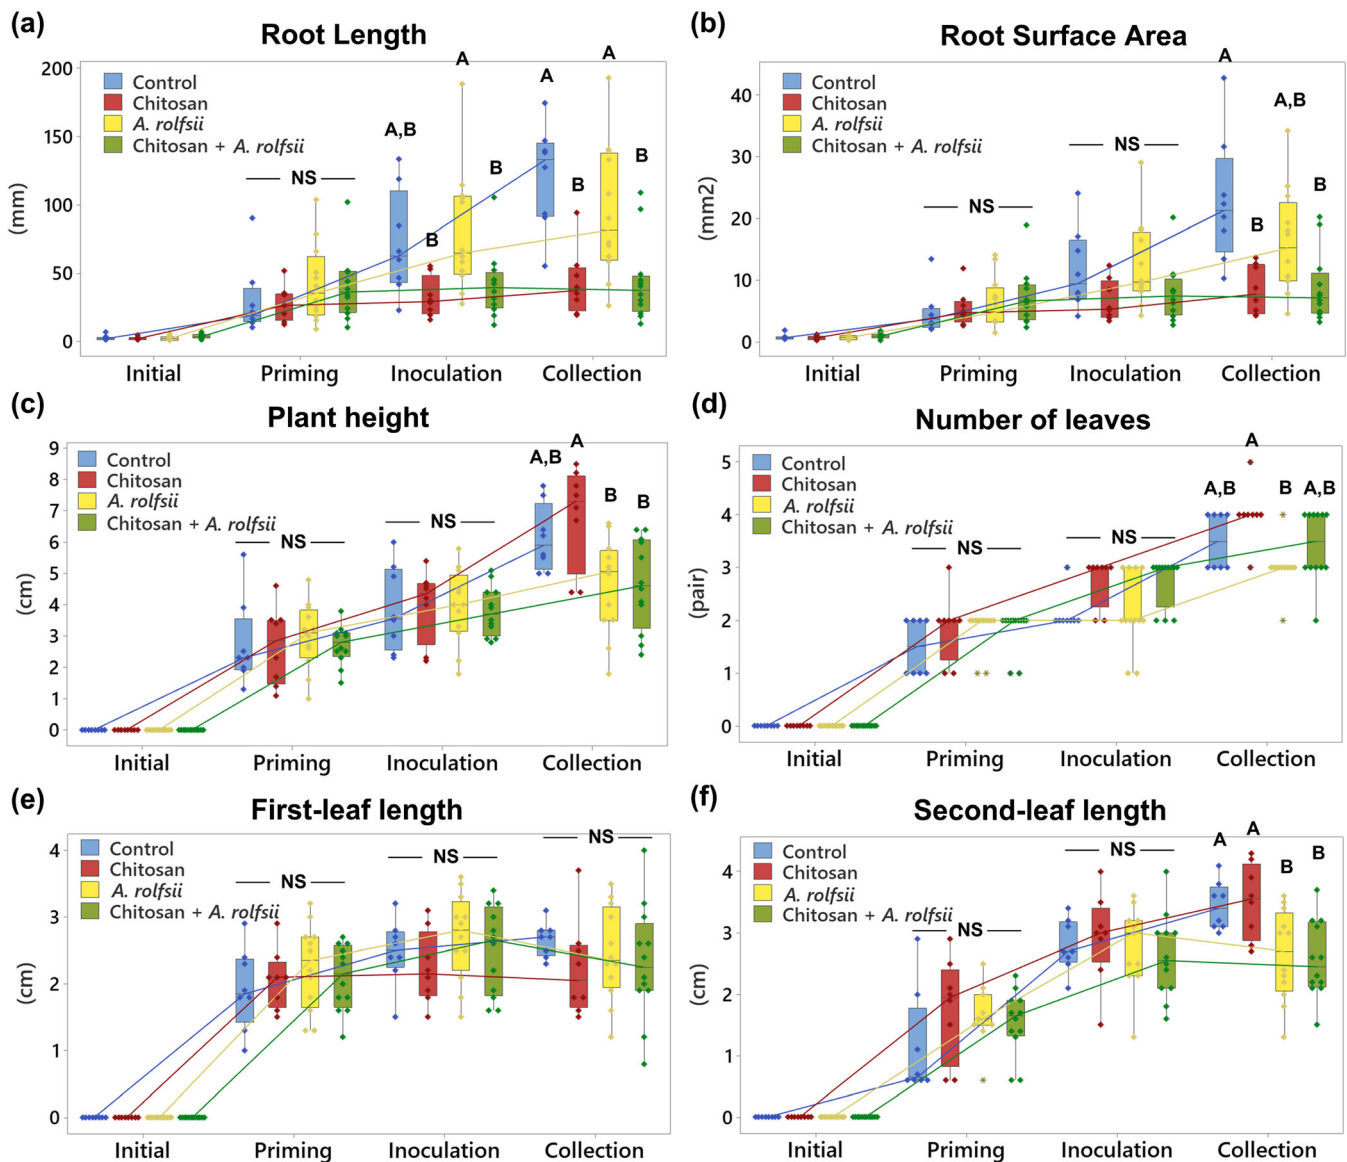 (a)
Root Length
A
A
A
200
Control
Chitosan
A. rolfsii
Chitosan + A. rolfsii
150
A,B
NS
B
B
B
B
100
50
0
(mm)
Initial
Priming
Inoculation
Collection
(b)
Root Surface Area
A
40
Control
Chitosan
A. rolfsii
Chitosan + A. rolfsii
A,B
NS
30
NS
B
B
20
10
0
(mm2)
Initial
Priming
Inoculation
Collection
(c)
Plant height
9
Control
Chitosan
A. rolfsii
Chitosan + A. rolfsii
A,B
A
8
7
B
B
NS
NS
6
5
4
3
2
1
0
(cm)
Initial
Priming
Inoculation
Collection
(d)
Number of leaves
A
5
Control
Chitosan
A. rolfsii
Chitosan + A. rolfsii
A,B
B
A,B
4
NS
NS
3
2
1
0
(pair)
Initial
Priming
Inoculation
Collection
(e)
First-leaf length
4
Control
Chitosan
A. rolfsii
Chitosan + A. rolfsii
NS
NS
NS
3
2
1
0
(cm)
Initial
Priming
Inoculation
Collection
(f)
Second-leaf length
4
Control
Chitosan
A. rolfsii
Chitosan + A. rolfsii
NS
A
A
B
B
NS
3
2
1
0
(cm)
Initial
Priming
Inoculation
Collection